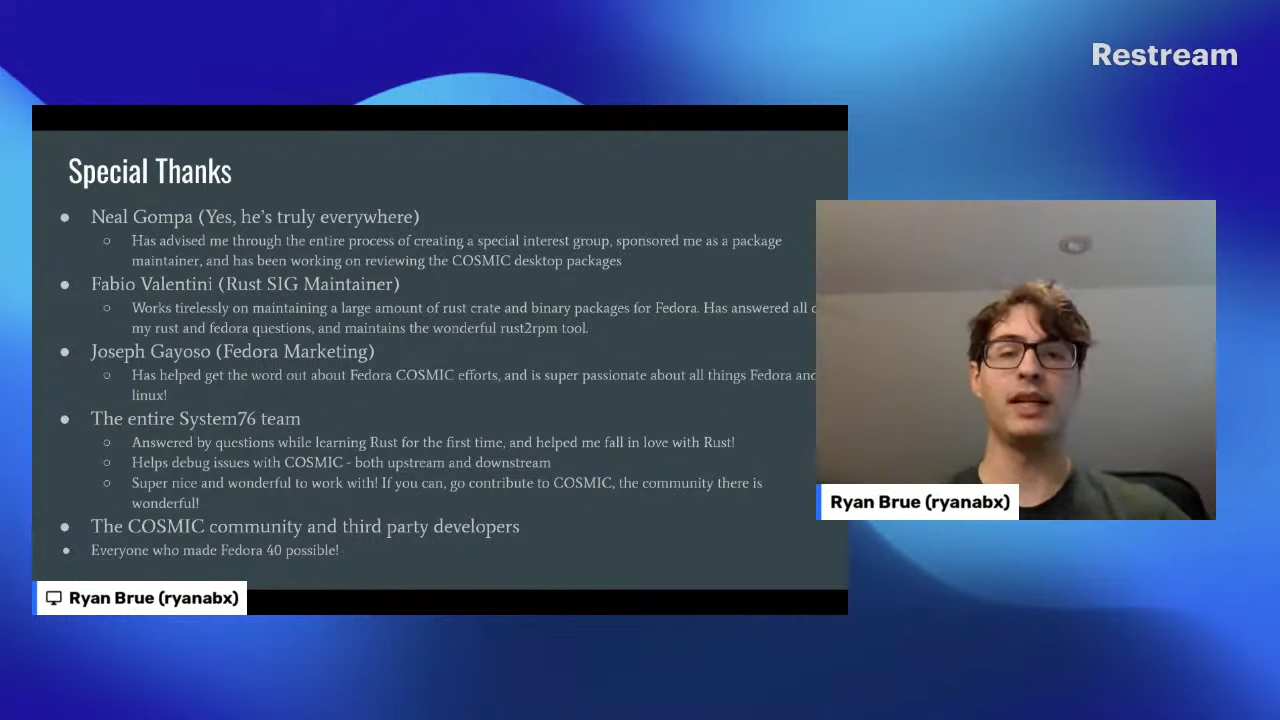 Restream
Special Thanks
● Neal Gompa (Yes, he's truly everywhere)
○ Has advised me through the entire process of creating a special interest group, sponsored me as a package
maintainer, and has been working on reviewing the COSMIC desktop packages
● Fabio Valentini (Rust SIG Maintainer)
○ Works tirelessly on maintaining a large amount of rust crate and binary packages for Fedora. Has answered all
my rust and fedora questions, and maintains the wonderful rust2rpm tool.
● Joseph Gayoso (Fedora Marketing)
○ Has helped get the word out about Fedora COSMIC efforts, and is super passionate about all things Fedora and
linux!
● The entire System76 team
○ Answered by questions while learning Rust for the first time, and helped me fall in love with Rust!
○ Helps debug issues with COSMIC - both upstream and downstream
○ Super nice and wonderful to work with! If you can, go contribute to COSMIC, the community there is
wonderful!
● The COSMIC community and third party developers
● Everyone who made Fedora 40 possible!
Ryan Brue (ryanabx)
Ryan Brue (ryanabx)